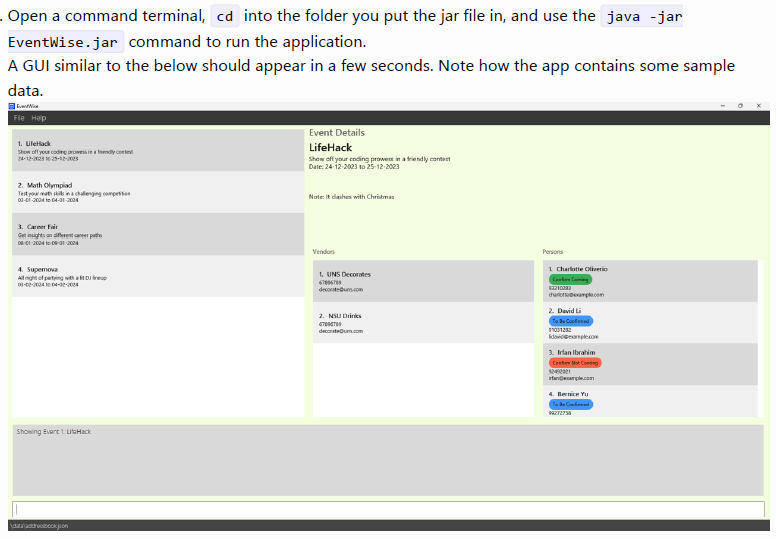 . Open a command terminal, cd into the folder you put the jar file in, and use the java -jar
EventWise.jar command to run the application.
A GUI similar to the below should appear in a few seconds. Note how the app contains some sample
data.
EventWise
File Help
1. LifeHack
Show off your coding prowess in a friendly contest
24-12-2023 to 25-12-2023
2. Math Olympiad
Test your math skills in a challenging competition
03-01-2024 to 04-01-2024
3. Career Fair
Get insights on different career paths
08-01-2024 to 09-01-2024
4. Supernova
All night of partying with a lit DJ lineup
03-02-2024 to 04-02-2024
Event Details
LifeHack
Show off your coding prowess in a friendly contest
Date: 24-12-2023 to 25-12-2023
Note: It clashes with Christmas
Vendors
1. UNS Decorates
67896789
decorate@uns.com
2. NSU Drinks
67898789
decorate@uns.com
Persons
1. Charlotte Oliverio
Confirm Coming
93210283
charlotte@example.com
2. David Li
To Be Confirmed
91031282
lidavid@example.com
3. Irfan Ibrahim
Confirm Not Coming
92492021
irfan@example.com
4. Bernice Yu
To Be Confirmed
99272758
Showing Event 1: LifeHack
\data\addressbook.json